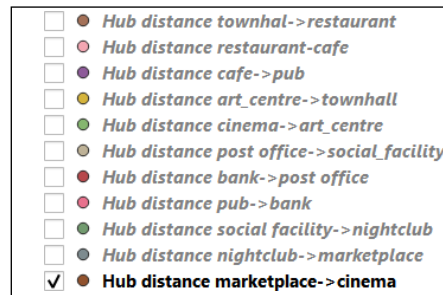 Hub distance townhal->restaurant
Hub distance restaurant-cafe
Hub distance cafe->pub
Hub distance art_centre->townhall
Hub distance cinema->art_centre
Hub distance post office->social_facility
Hub distance bank->post office
Hub distance pub->bank
Hub distance social facility->nightclub
Hub distance nightclub->marketplace
Hub distance marketplace->cinema